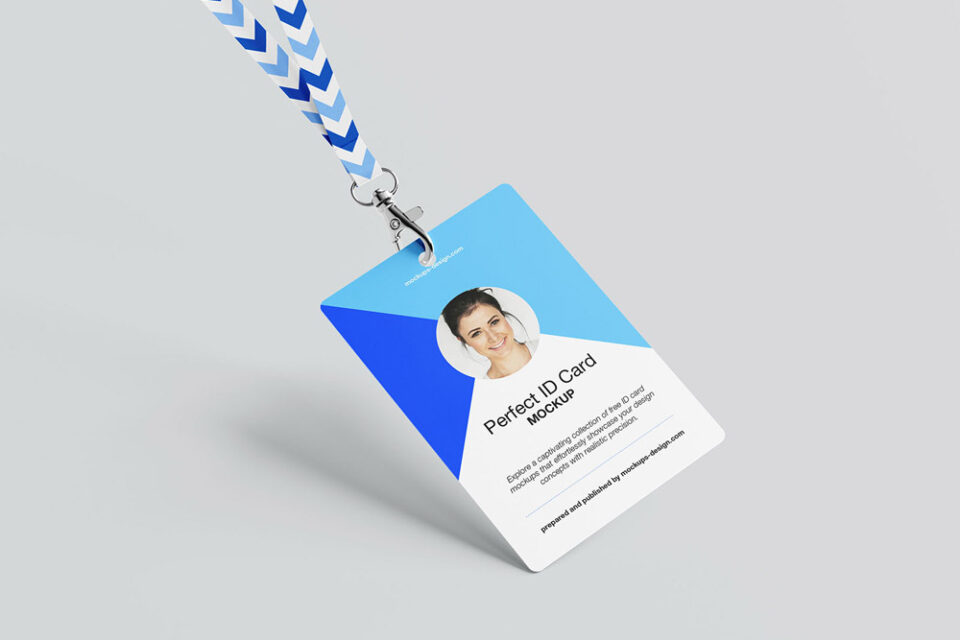 mockups-design.com
Perfect ID Card
MOCKUP
Explore a captivating collection of free ID card
mockups that effortlessly showcase your design
concepts with realistic precision.
prepared and published by mockups-design.com